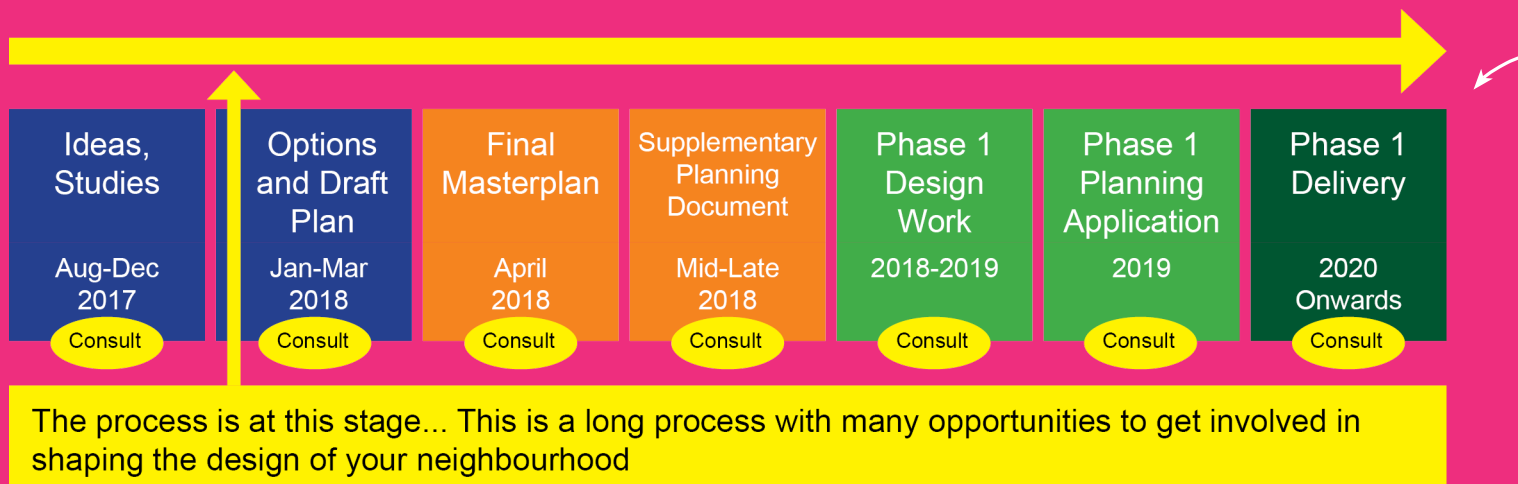 Ideas,
Studies
Aug-Dec
2017
Consult
Options
and Draft
Plan
Jan-Mar
2018
Consult
Final
Masterplan
April
2018
Consult
Supplementary
Planning
Document
Mid-Late
2018
Consult
Phase 1
Design
Work
2018-2019
Consult
Phase 1
Planning
Application
2019
Consult
Phase 1
Delivery
2020
Onwards
Consult
The process is at this stage... This is a long process with many opportunities to get involved in
shaping the design of your neighbourhood